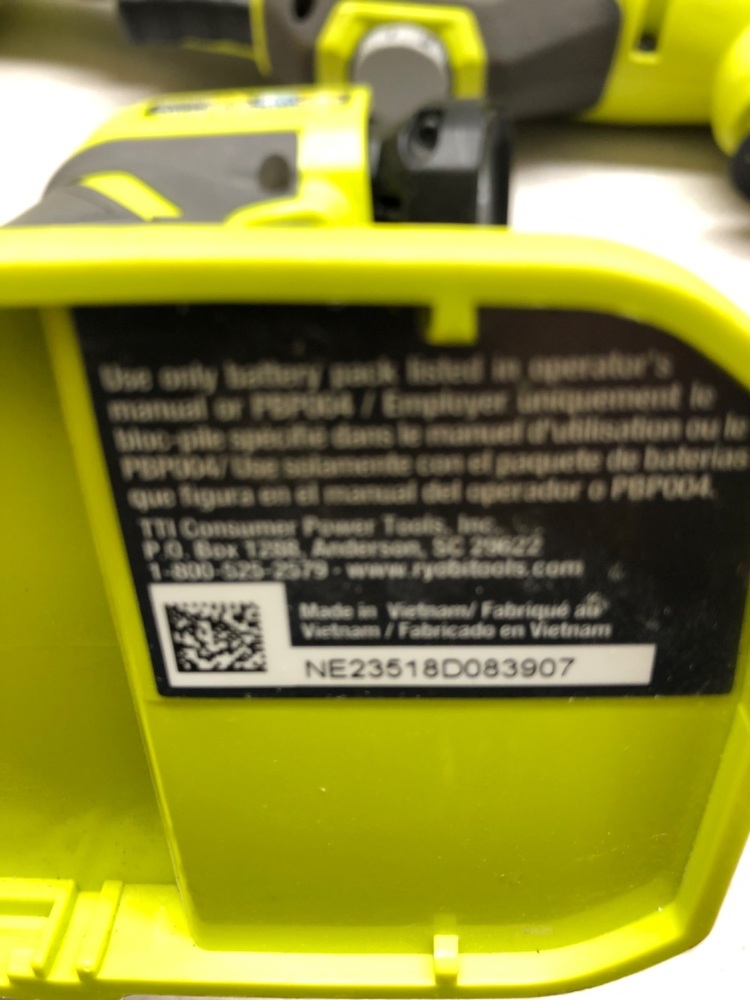 Use only battery pack listed in operator's
manual or PBP004 / Employer uniquement le
bloc-pile spécifié dans le manuel d'utilisation ou le
PBP004/ Use solamente con el paquete de baterías
que figura en el manual del operador o PBP004.
TTI Consumer Power Tools, Inc.
P.O. Box 1288, Anderson, SC 29622
1-800-525-2579 - www.ryobitools.com
Made in Vietnam/ Fabriqué au
Vietnam / Fabricado en Vietnam
NE23518D083907